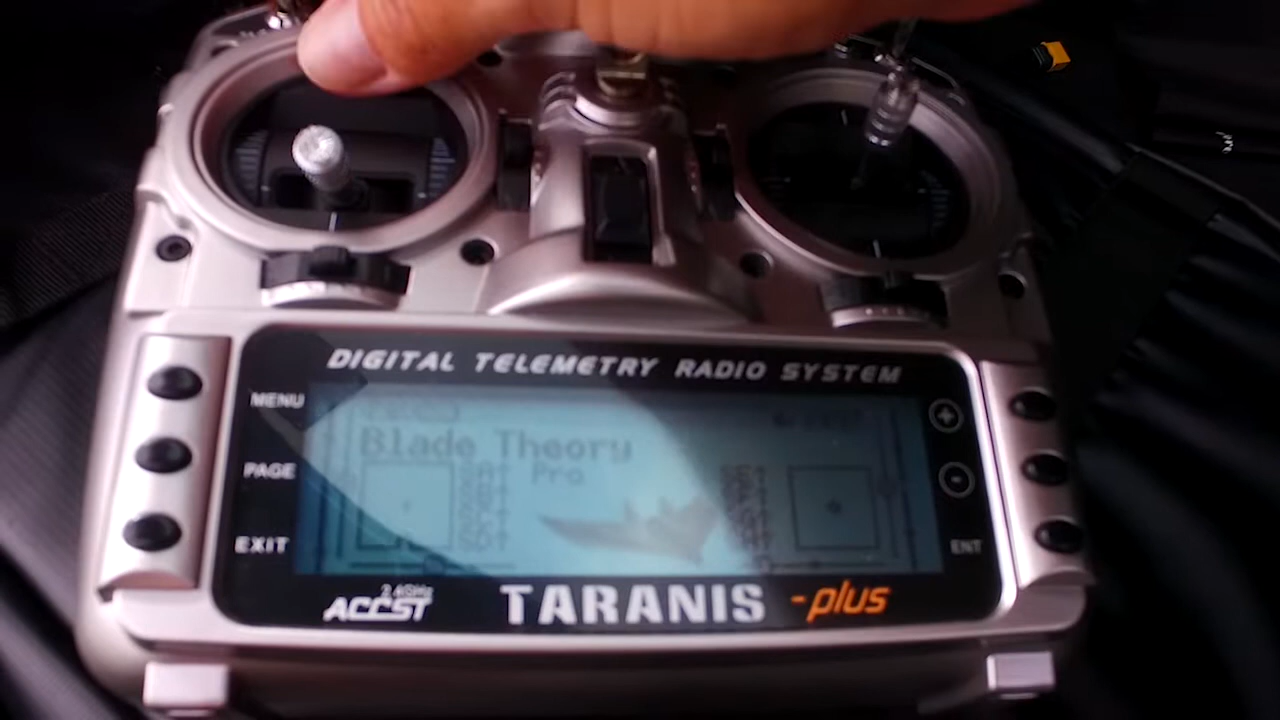 DIGITAL TELEMETRY RADIO SYSTEM
MENU
PAGE
EXIT
ENT
+
-
Blade Theory
Pro
2.4GHz
ACCST
TARANIS -plus